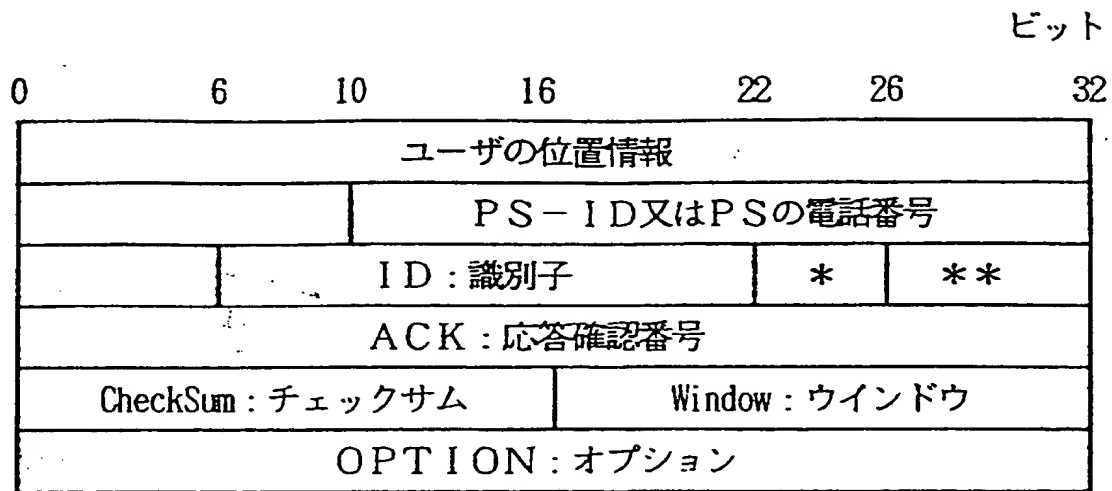 ビット
0 6 10 16 22 26 32
ユーザの位置情報
PS-ID又はPSの電話番号
ID:識別子 * **
ACK:応答確認番号
CheckSum:チェックサム Window:ウインドウ
OPTION:オプション